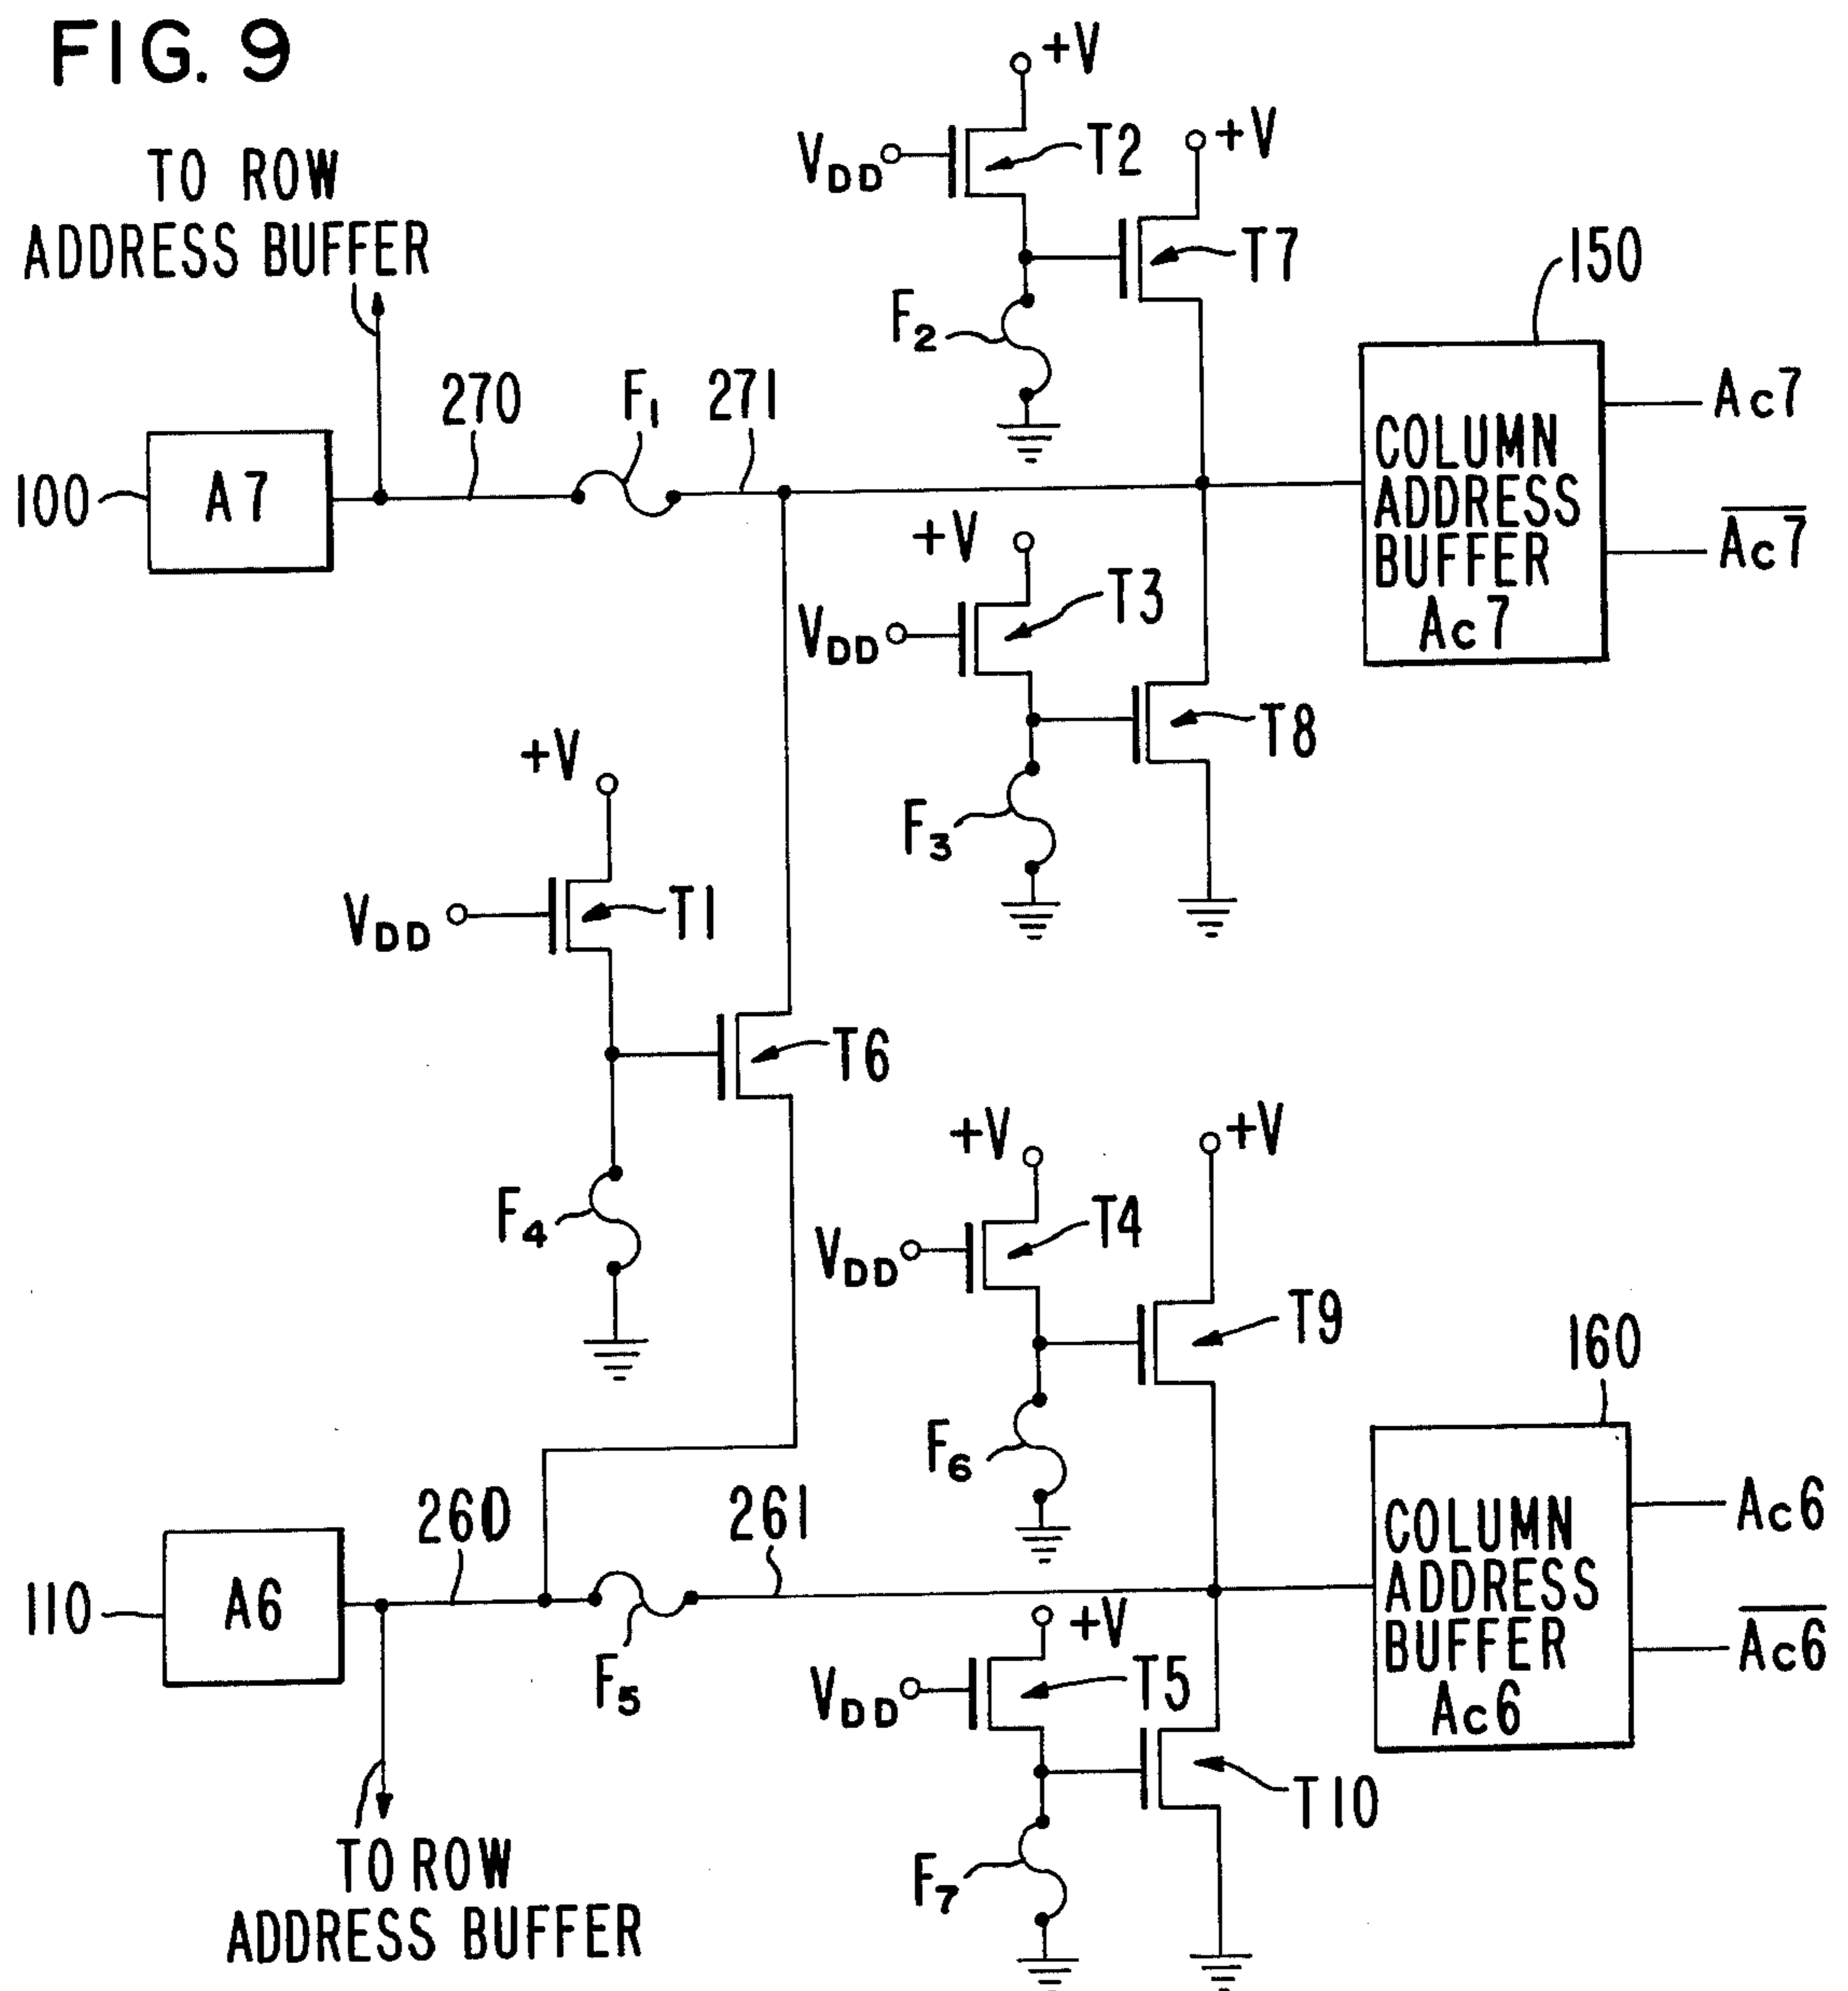 FIG. 9
+V
TO ROW
ADDRESS BUFFER
VDD
T2
+V
T7
150
F2
270
F1
271
Ac7
100
A7
COLUMN
ADDRESS
BUFFER
Ac7
A̅c̅7̅
+V
T3
VDD
T8
+V
F3
T1
VDD
T6
+V
+V
T4
F4
VDD
T9
160
F6
260
261
Ac6
110
A6
COLUMN
ADDRESS
BUFFER
Ac6
A̅c̅6̅
+V
F5
T5
VDD
T10
TO ROW
ADDRESS BUFFER
F7